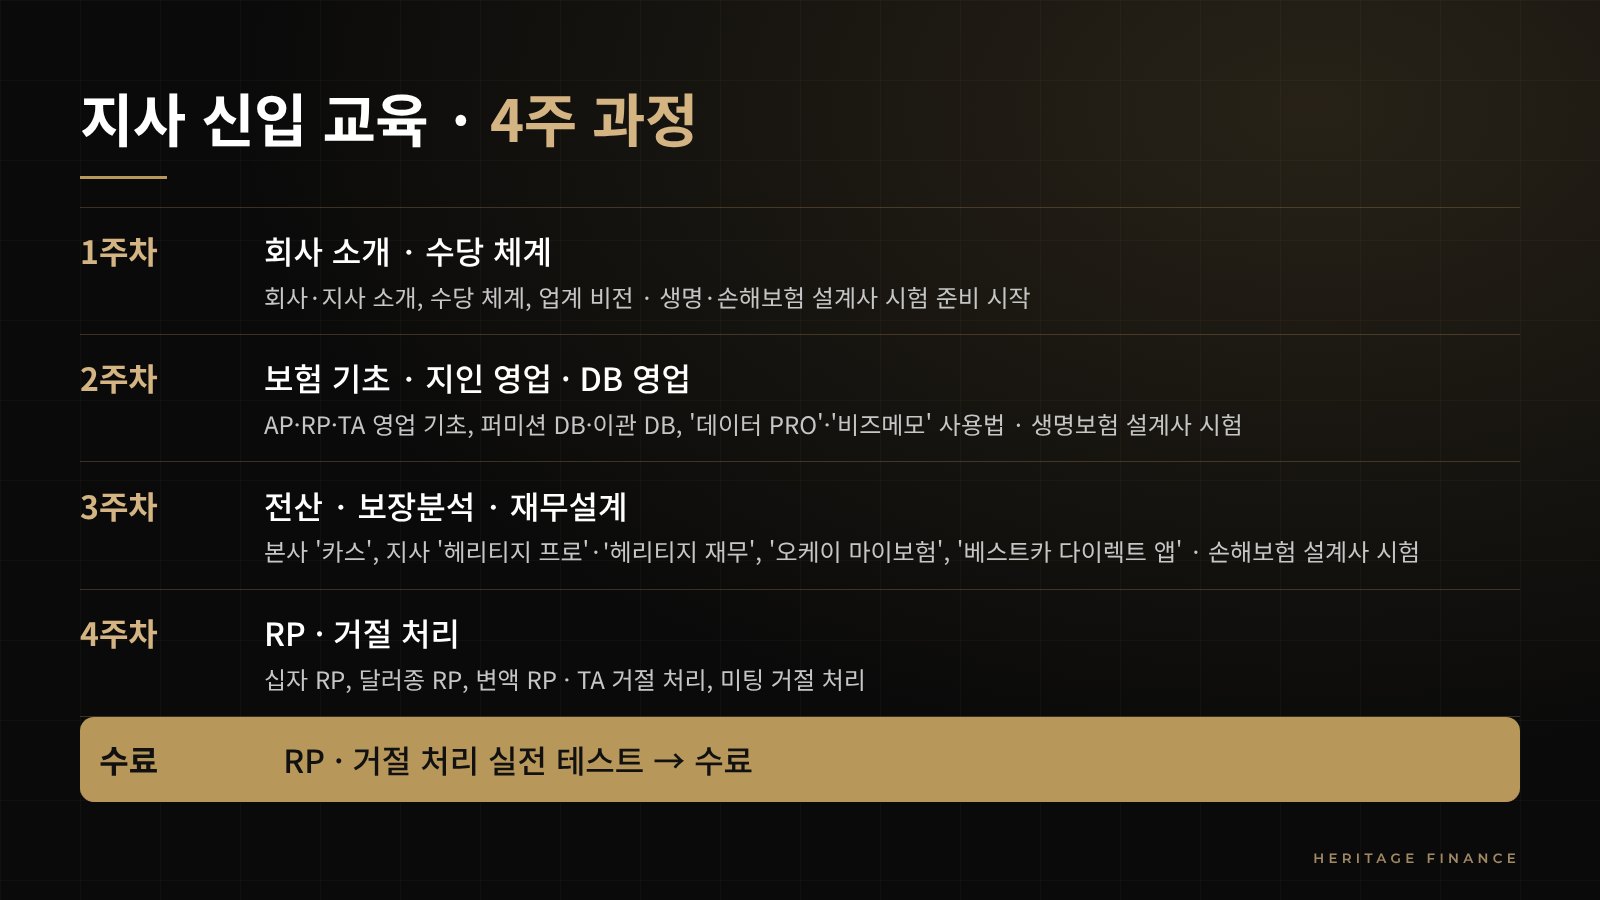 지사 신입 교육 · 4주 과정
1주차
회사 소개 · 수당 체계
회사·지사 소개, 수당 체계, 업계 비전 · 생명·손해보험 설계사 시험 준비 시작
2주차
보험 기초 · 지인 영업 · DB 영업
AP·RP·TA 영업 기초, 퍼미션 DB·이관 DB, '데이터 PRO'·'비즈메모' 사용법 · 생명보험 설계사 시험
3주차
전산 · 보장분석 · 재무설계
본사 '카스', 지사 '헤리티지 프로'·'헤리티지 재무', '오케이 마이보험', '베스트카 다이렉트 앱' · 손해보험 설계사 시험
4주차
RP · 거절 처리
십자 RP, 달러종 RP, 변액 RP · TA 거절 처리, 미팅 거절 처리
수료
RP · 거절 처리 실전 테스트 → 수료
HERITAGE FINANCE